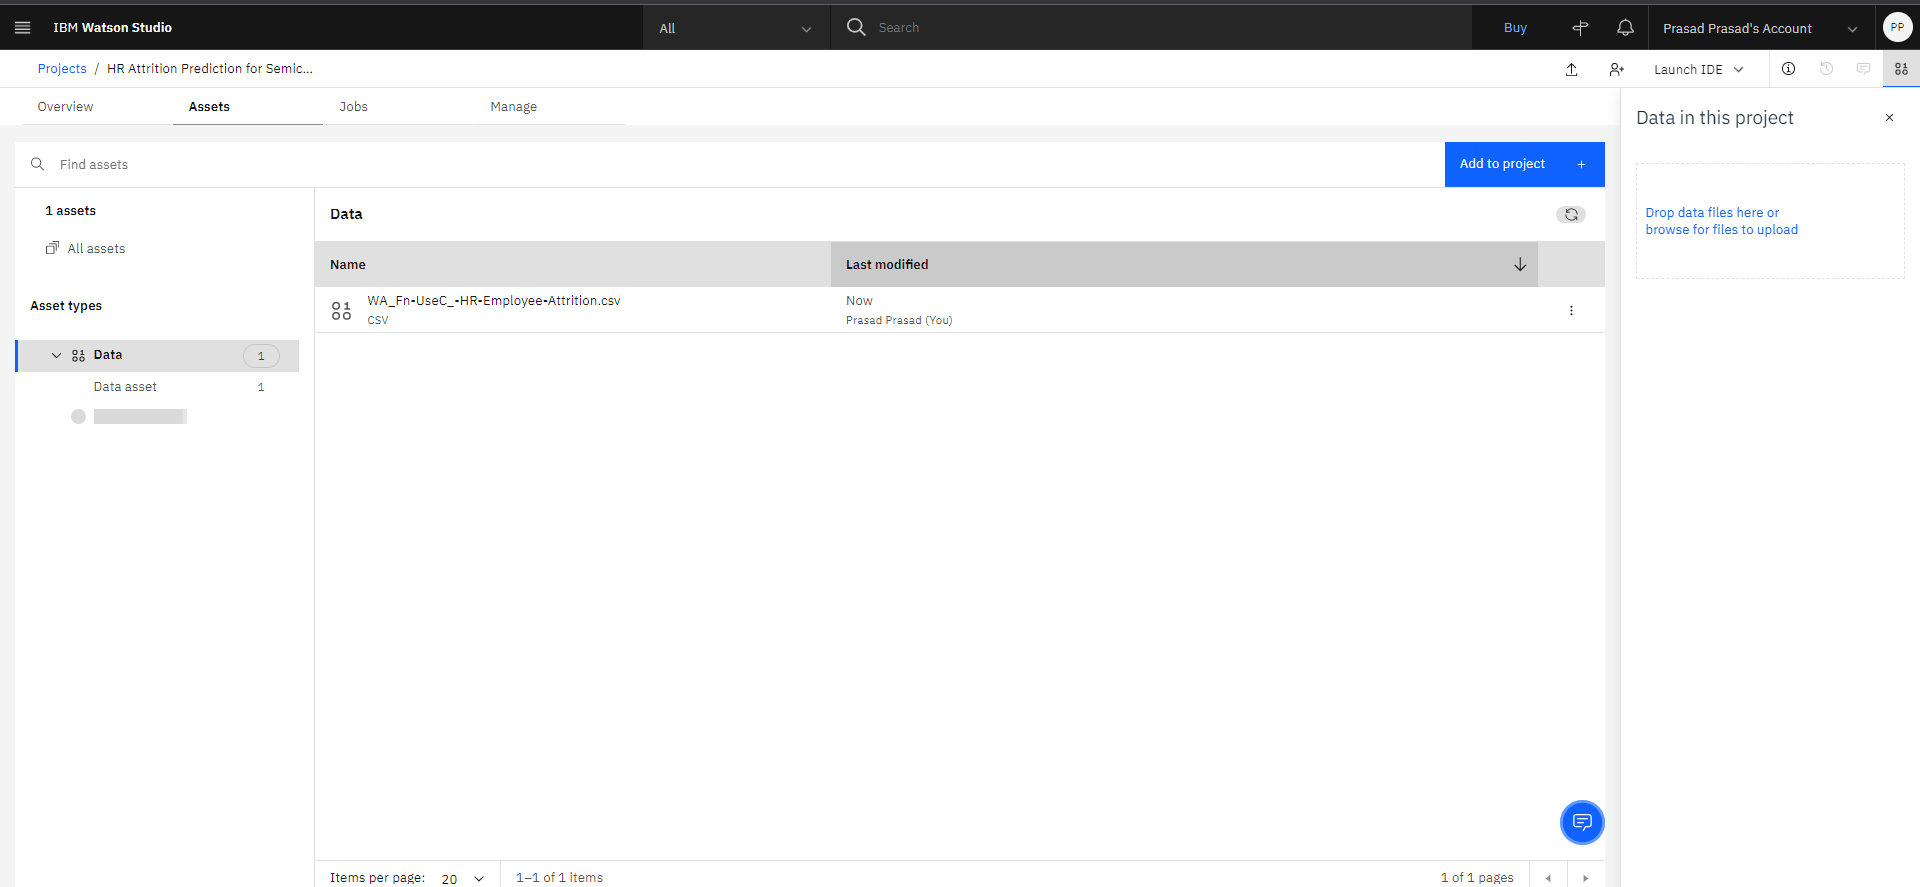 IBM Watson Studio
All
Search
Buy
Prasad Prasad's Account
PP
Projects / HR Attrition Prediction for Semic...
Launch IDE
Overview
Assets
Jobs
Manage
Find assets
Add to project +
1 assets
All assets
Asset types
Data 1
Data asset 1
Data
Name
Last modified
WA_Fn-UseC_-HR-Employee-Attrition.csv
CSV
Now
Prasad Prasad (You)
Items per page: 20
1–1 of 1 items
1 of 1 pages
Data in this project
Drop data files here or
browse for files to upload